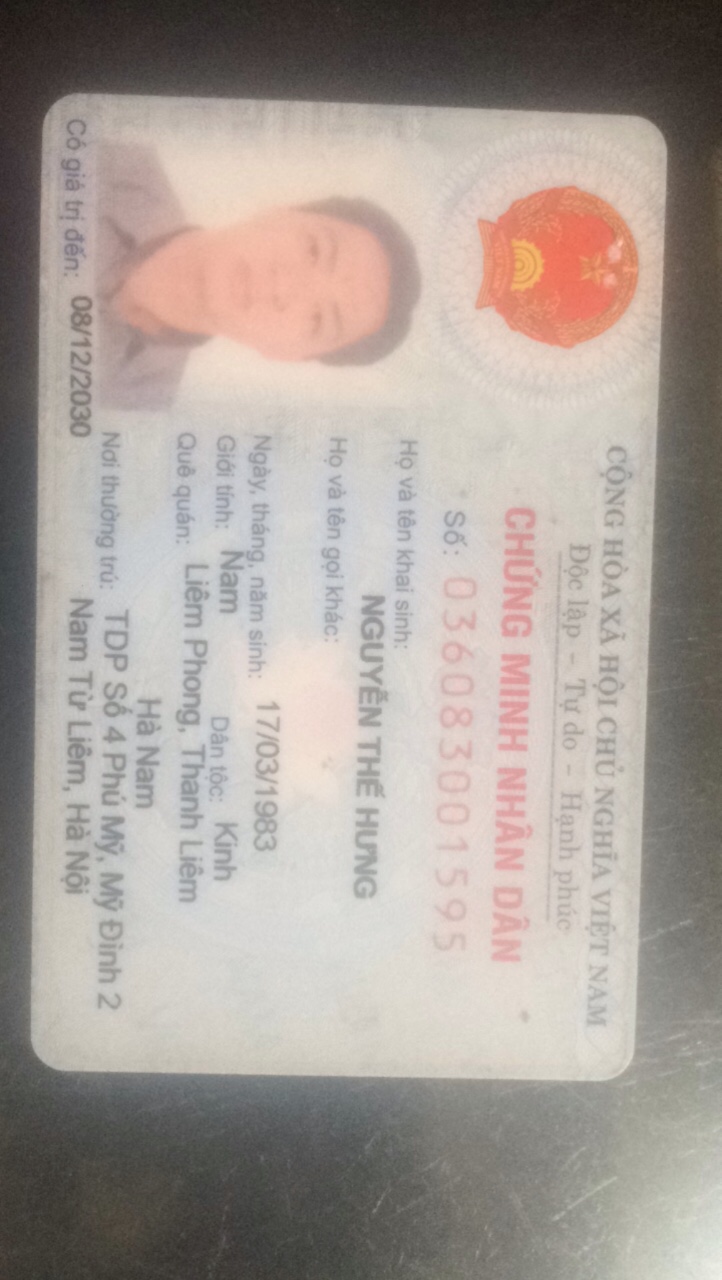 CỘNG HÒA XÃ HỘI CHỦ NGHĨA VIỆT NAM
Độc lập - Tự do - Hạnh phúc
CHỨNG MINH NHÂN DÂN
Số: 036083001595
Họ và tên khai sinh:
NGUYỄN THẾ HƯNG
Họ và tên gọi khác:
Ngày, tháng, năm sinh: 17/03/1983
Giới tính: Nam Dân tộc: Kinh
Quê quán: Liêm Phong, Thanh Liêm
Hà Nam
Nơi thường trú: TDP Số 4 Phú Mỹ, Mỹ Đình 2
Nam Từ Liêm, Hà Nội
Có giá trị đến: 08/12/2030